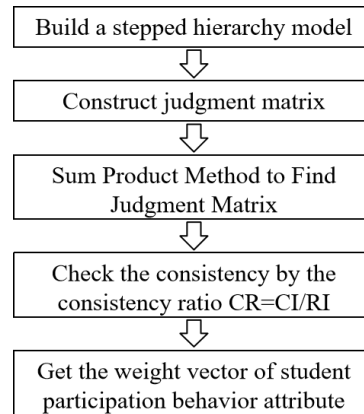 Build a stepped hierarchy model
Construct judgment matrix
Sum Product Method to Find
Judgment Matrix
Check the consistency by the
consistency ratio CR=CI/RI
Get the weight vector of student
participation behavior attribute